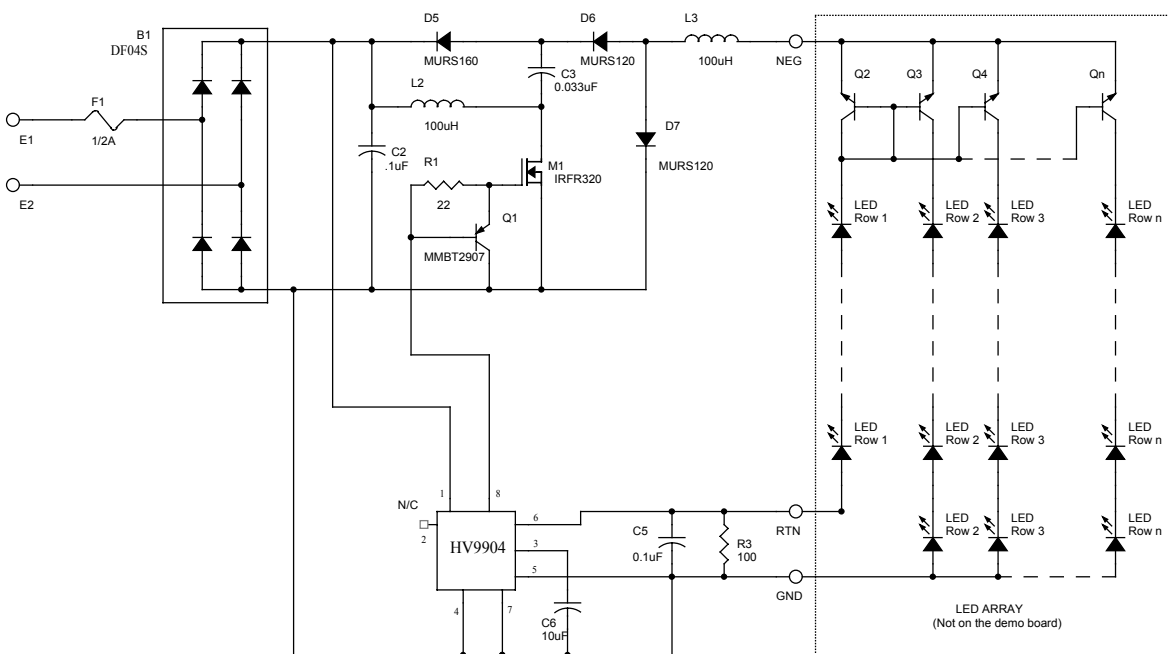 B1
DF04S
F1
1/2A
E1
E2
D5
MURS160
D6
MURS120
L3
100uH
NEG
C3
0.033uF
L2
100uH
C2
.1uF
D7
MURS120
M1
IRFR320
R1
22
Q1
MMBT2907
Q2
Q3
Q4
Qn
LED
Row 1
LED
Row 2
LED
Row 3
LED
Row n
LED
Row 1
LED
Row 2
LED
Row 3
LED
Row n
LED
Row 2
LED
Row 3
LED
Row n
N/C
1
8
2
HV9904
6
3
5
4
7
C5
0.1uF
R3
100
RTN
GND
C6
10uF
LED ARRAY
(Not on the demo board)